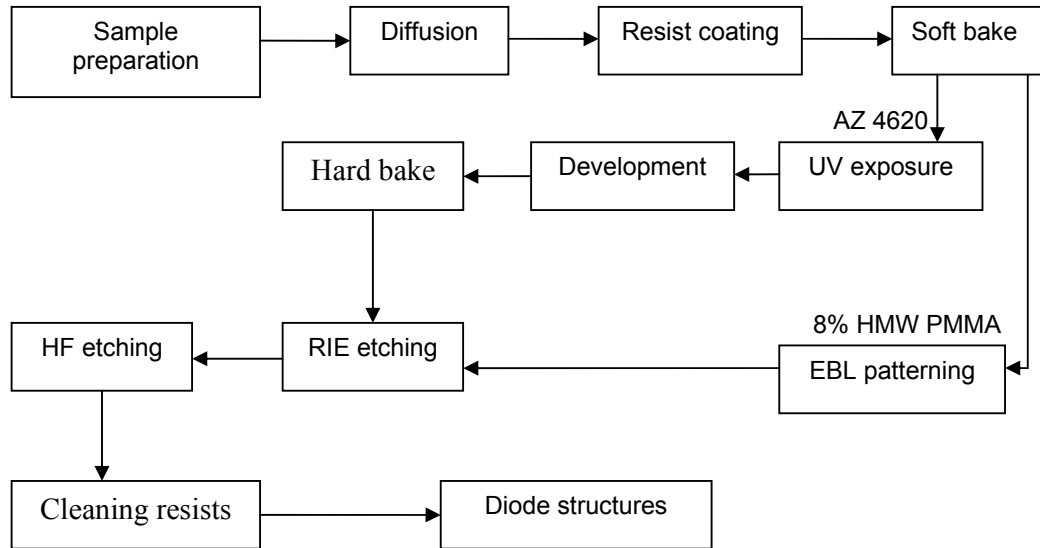 Sample
preparation
Diffusion
Resist coating
Soft bake
AZ 4620
Hard bake
Development
UV exposure
8% HMW PMMA
HF etching
RIE etching
EBL patterning
Cleaning resists
Diode structures